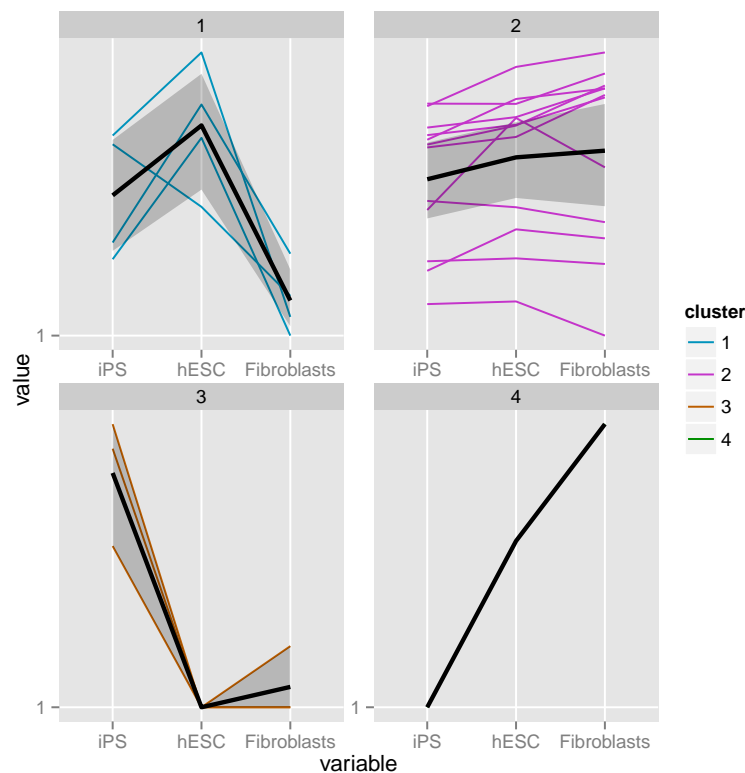 1
2
1
iPS
hESC
Fibroblasts
iPS
hESC
Fibroblasts
value
3
4
1
1
iPS
hESC
Fibroblasts
iPS
hESC
Fibroblasts
variable
cluster
1
2
3
4